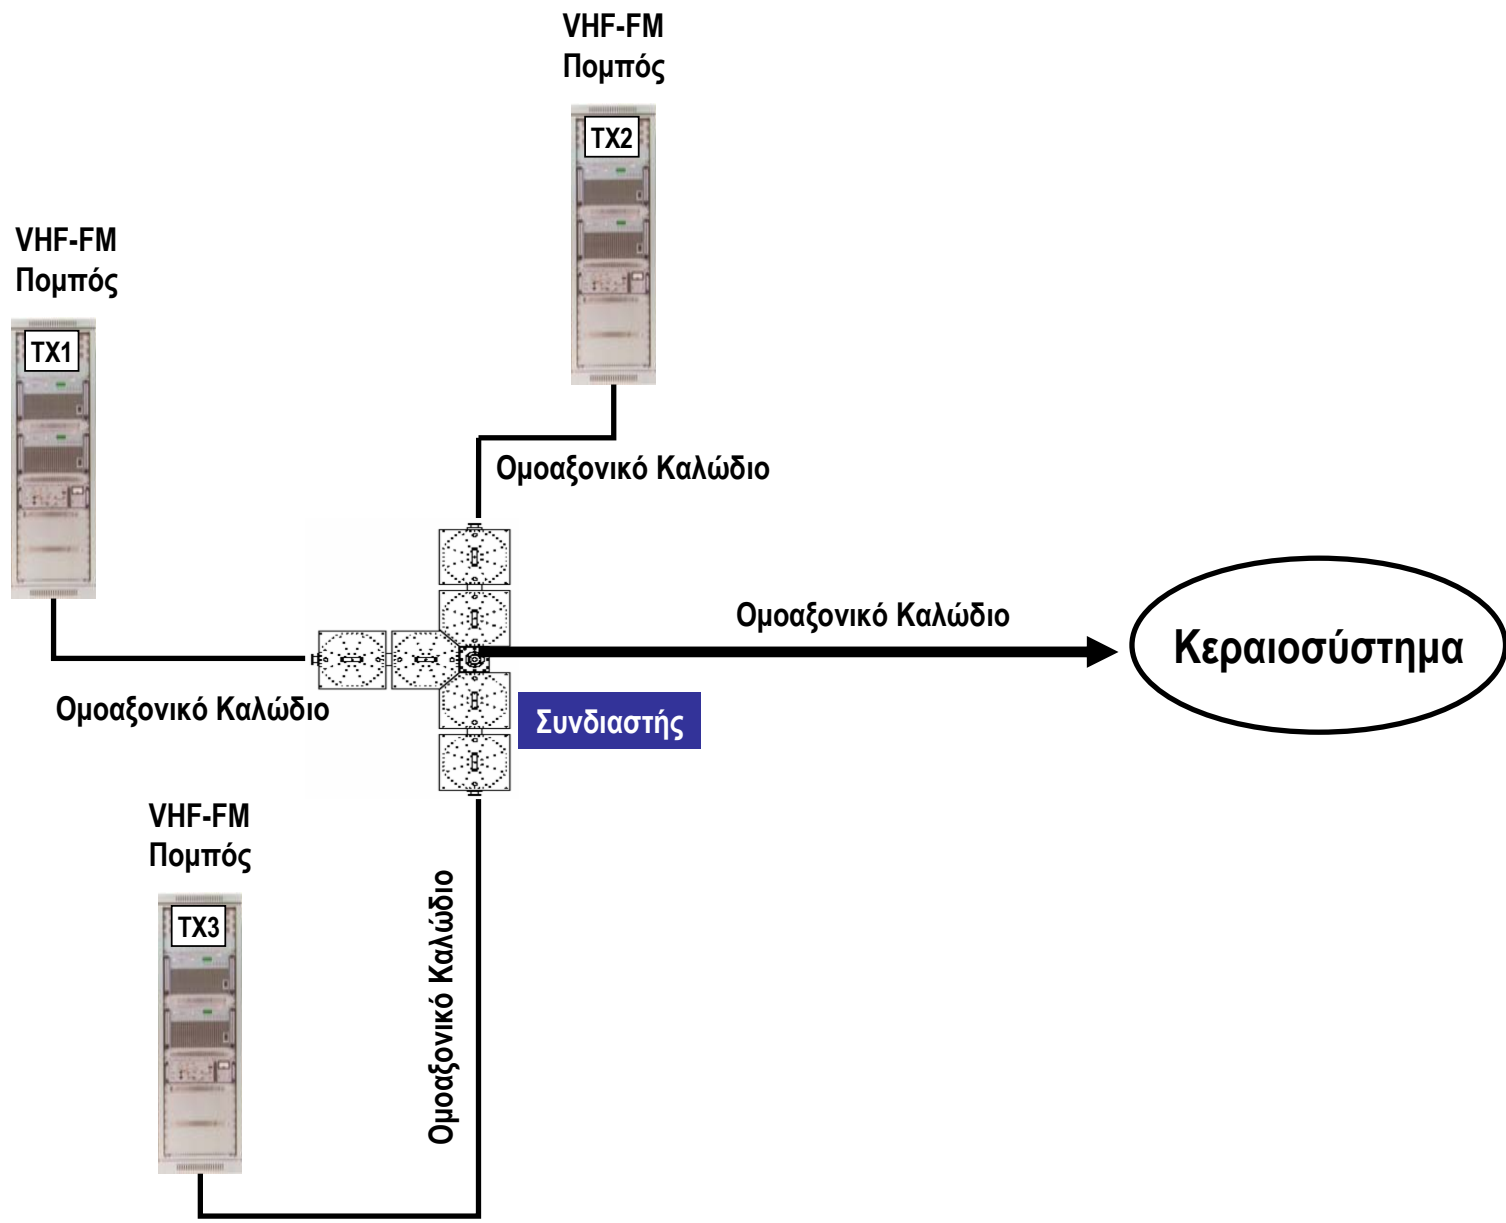 VHF-FM
Πομπός
TX2
VHF-FM
Πομπός
TX1
Ομοαξονικό Καλώδιο
Ομοαξονικό Καλώδιο
Κεραιοσύστημα
Ομοαξονικό Καλώδιο
Συνδιαστής
VHF-FM
Πομπός
TX3
Ομοαξονικό Καλώδιο